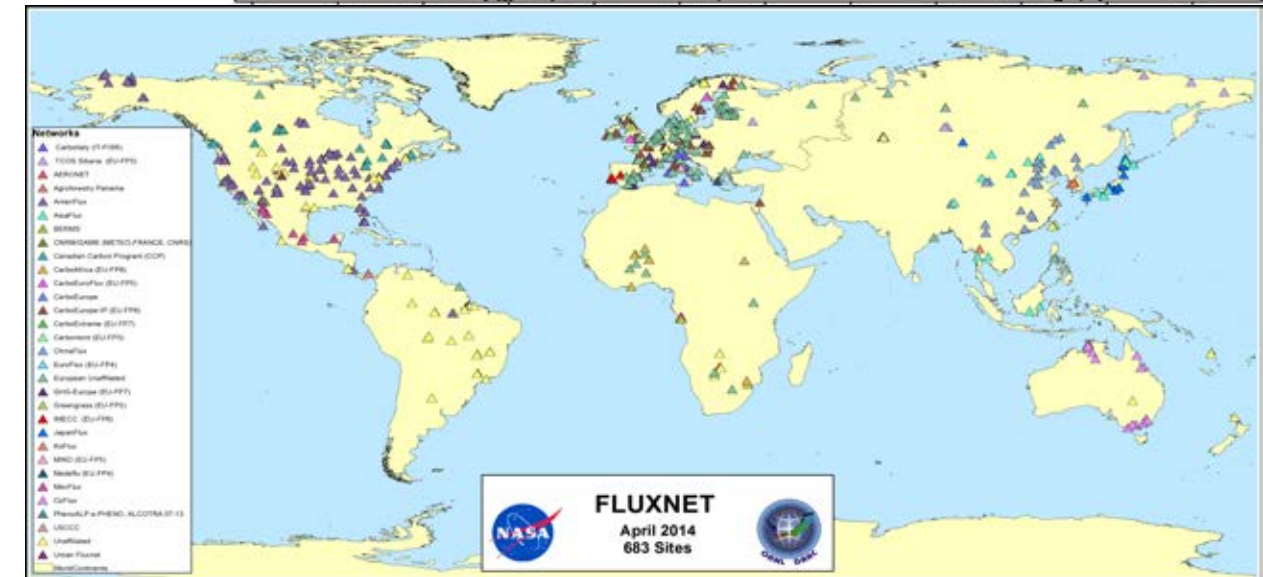 Networks
Carboitaly (IT-FISR)
TCOS Siberia (EU-FP5)
AERONET
Agroforestry Panama
AmeriFlux
AsiaFlux
BERMS
CNRM/GAME (METEO-FRANCE, CNRS)
Canadian Carbon Program (CCP)
CarboAfrica (EU-FP6)
CarboEuroFlux (EU-FP5)
CarboEurope
CarboEurope-IP (EU-FP6)
CarboExtreme (EU-FP7)
Carbomont (EU-FP5)
ChinaFlux
EuroFlux (EU-FP4)
European Unaffiliated
GHG-Europe (EU-FP7)
Greengrass (EU-FP5)
IMECC (EU-FP6)
JapanFlux
KoFlux
MIND (EU-FP5)
Medeflu (EU-FP4)
MexFlux
OzFlux
PhenoALP e-PHENO, ALCOTRA 07-13
USCCC
Unaffiliated
Urban Fluxnet
WorldContinents
NASA
FLUXNET
April 2014
683 Sites
ORNL DAAC